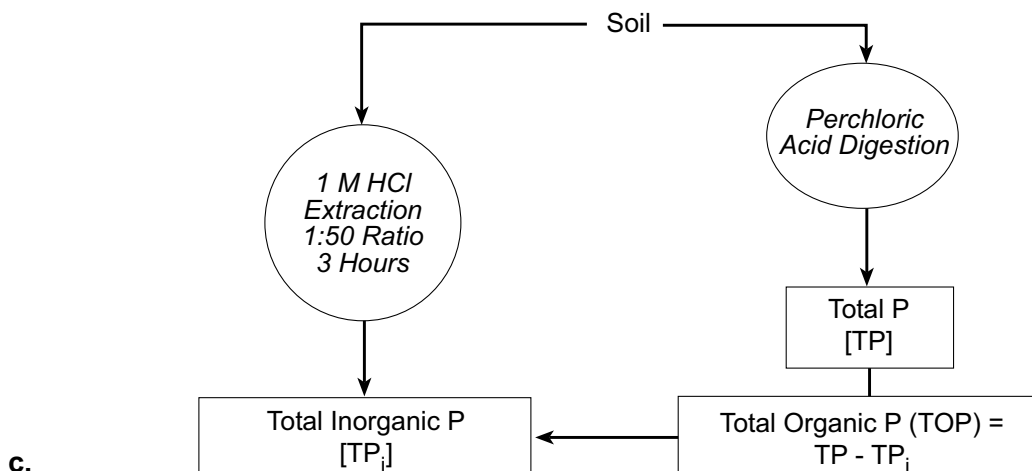 Soil
1 M HCl
Extraction
1:50 Ratio
3 Hours
Perchloric
Acid Digestion
Total P
[TP]
Total Inorganic P
[TPi]
Total Organic P (TOP) =
TP - TPi
c.